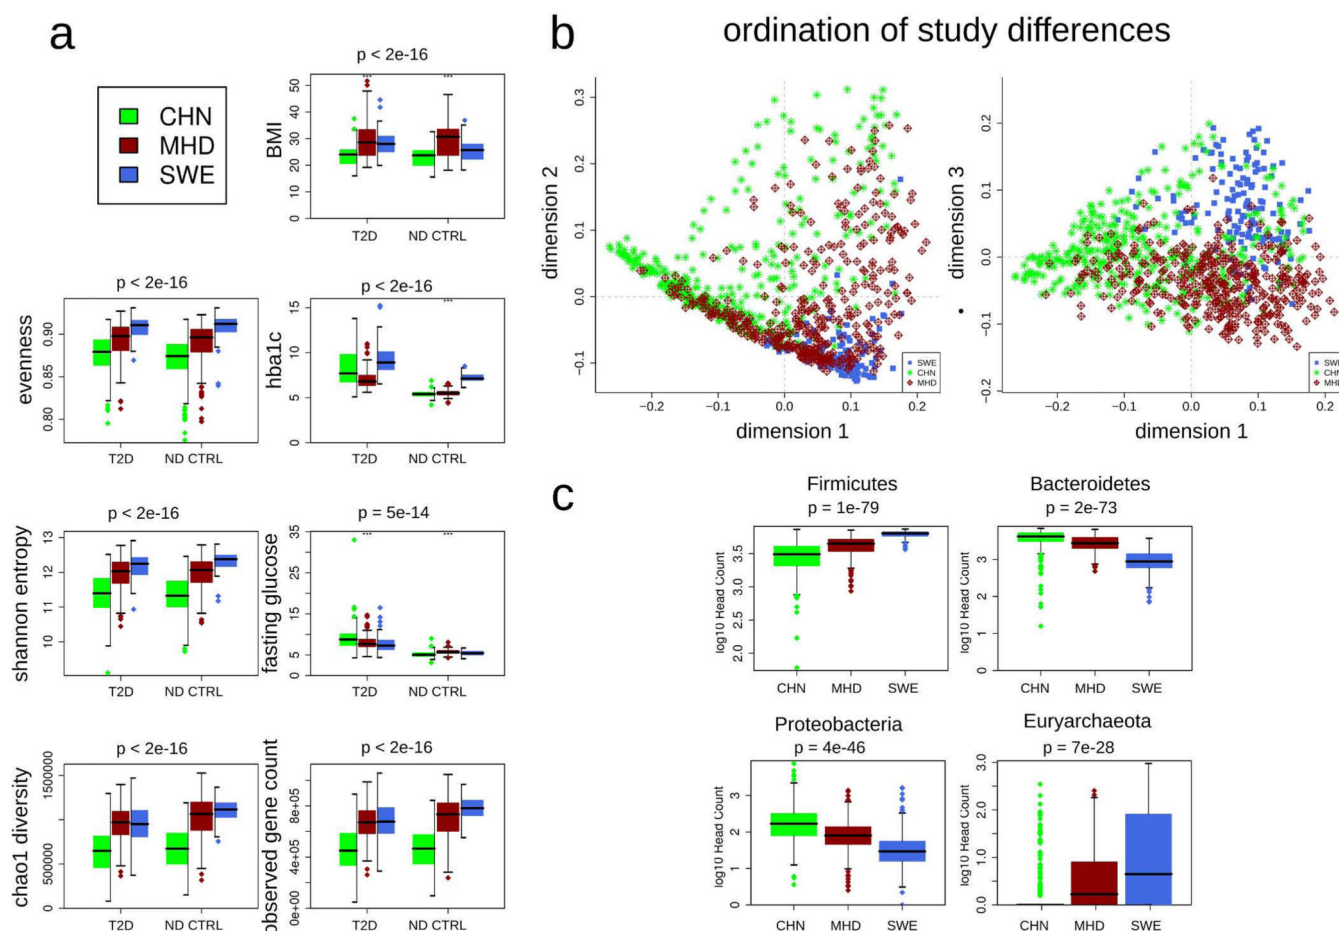 a
b
ordination of study differences
CHN
MHD
SWE
p < 2e-16
BMI
0
10
20
30
40
50
*** ***
T2D ND CTRL
p < 2e-16
evenness
0.80
0.85
0.90
T2D ND CTRL
p < 2e-16
hba1c
0
5
10
15
***
T2D ND CTRL
p < 2e-16
shannon entropy
10
11
12
13
T2D ND CTRL
p = 5e-14
fasting glucose
0
5
15
25
35
*** ***
T2D ND CTRL
p < 2e-16
chao1 diversity
0
500000
1500000
T2D ND CTRL
p < 2e-16
observed gene count
0e+00
4e+05
8e+05
T2D ND CTRL
dimension 2
0.3
0.2
0.1
0.0
−0.1
−0.2 −0.1 0.0 0.1 0.2
dimension 1
SWE
CHN
MHD
dimension 3
0.2
0.1
0.0
−0.1
−0.2
−0.2 −0.1 0.0 0.1 0.2
dimension 1
SWE
CHN
MHD
c
Firmicutes
p = 1e-79
log10 Head Count
2.0
2.5
3.0
3.5
CHN MHD SWE
Bacteroidetes
p = 2e-73
log10 Head Count
0
1
2
3
CHN MHD SWE
Proteobacteria
p = 4e-46
log10 Head Count
0
1
2
3
CHN MHD SWE
Euryarchaeota
p = 7e-28
log10 Head Count
0.0
1.0
2.0
3.0
CHN MHD SWE